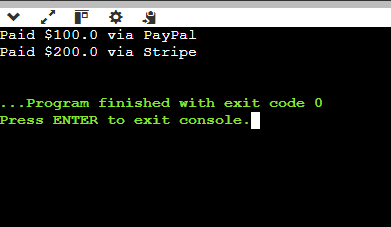 Paid $100.0 via PayPal
Paid $200.0 via Stripe
...Program finished with exit code 0
Press ENTER to exit console.